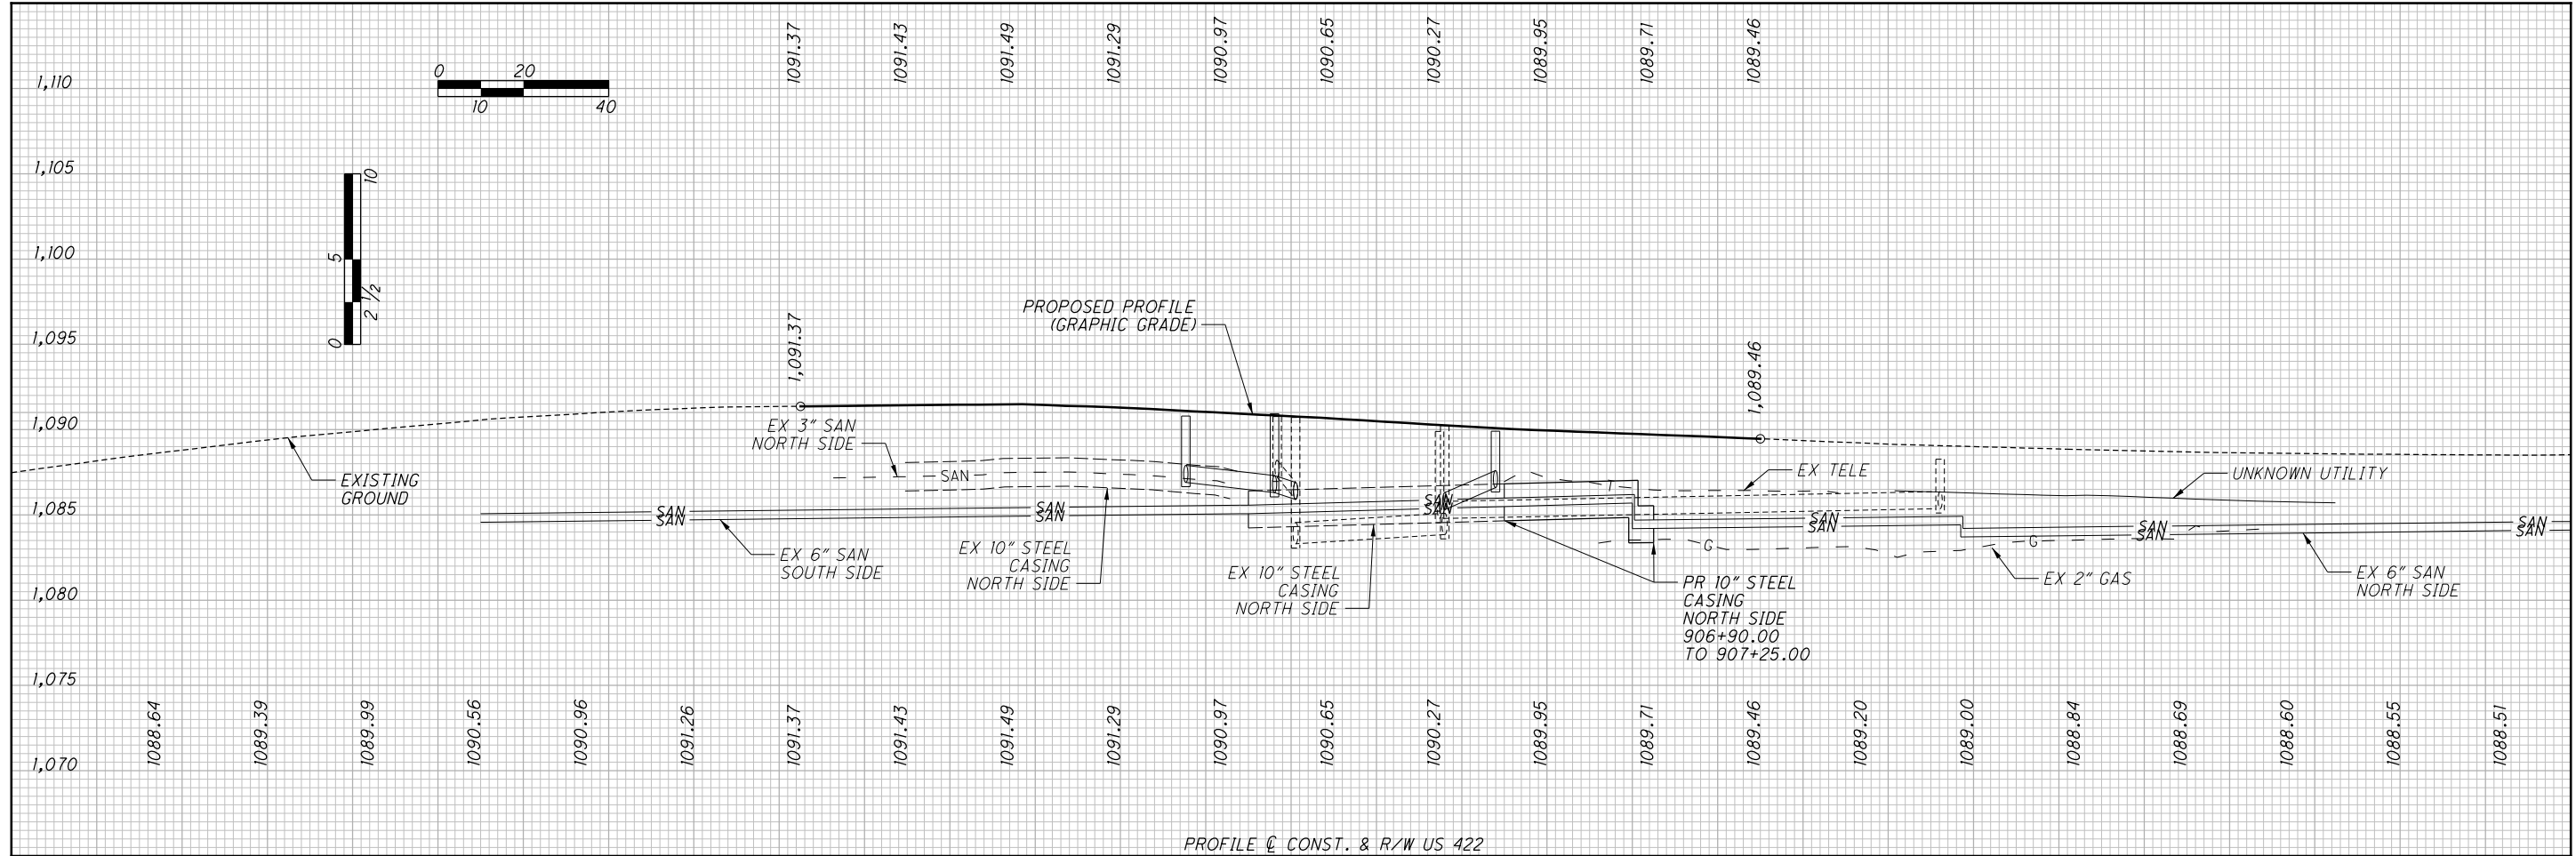 1091.37
1091.43
1091.49
1091.29
1090.97
1090.65
1090.27
1089.95
1089.71
1089.46
0
20
10
40
1,110
1,105
1,100
1,095
1,090
1,085
1,080
1,075
1,070
10
5
2 1/2
0
PROPOSED PROFILE
(GRAPHIC GRADE)
1,091.37
1,089.46
EX 3" SAN
NORTH SIDE
EXISTING
GROUND
SAN
SAN
SAN
SAN
SAN
SAN
SAN
SAN
SAN
SAN
SAN
SAN
SAN
T
G
G
EX TELE
UNKNOWN UTILITY
EX 6" SAN
SOUTH SIDE
EX 10" STEEL
CASING
NORTH SIDE
EX 10" STEEL
CASING
NORTH SIDE
PR 10" STEEL
CASING
NORTH SIDE
906+90.00
TO 907+25.00
EX 2" GAS
EX 6" SAN
NORTH SIDE
1088.64
1089.39
1089.99
1090.56
1090.96
1091.26
1091.37
1091.43
1091.49
1091.29
1090.97
1090.65
1090.27
1089.95
1089.71
1089.46
1089.20
1089.00
1088.84
1088.69
1088.60
1088.55
1088.51
PROFILE ℄ CONST. & R/W US 422